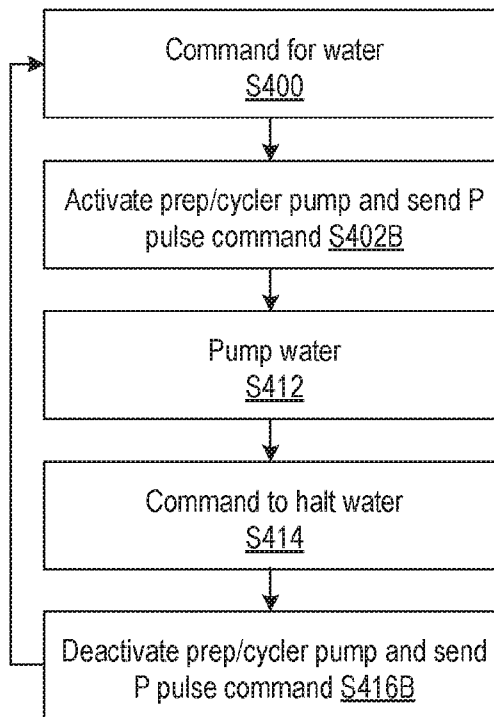 Command for water
S400
Activate prep/cycler pump and send P
pulse command S402B
Pump water
S412
Command to halt water
S414
Deactivate prep/cycler pump and send
P pulse command S416B